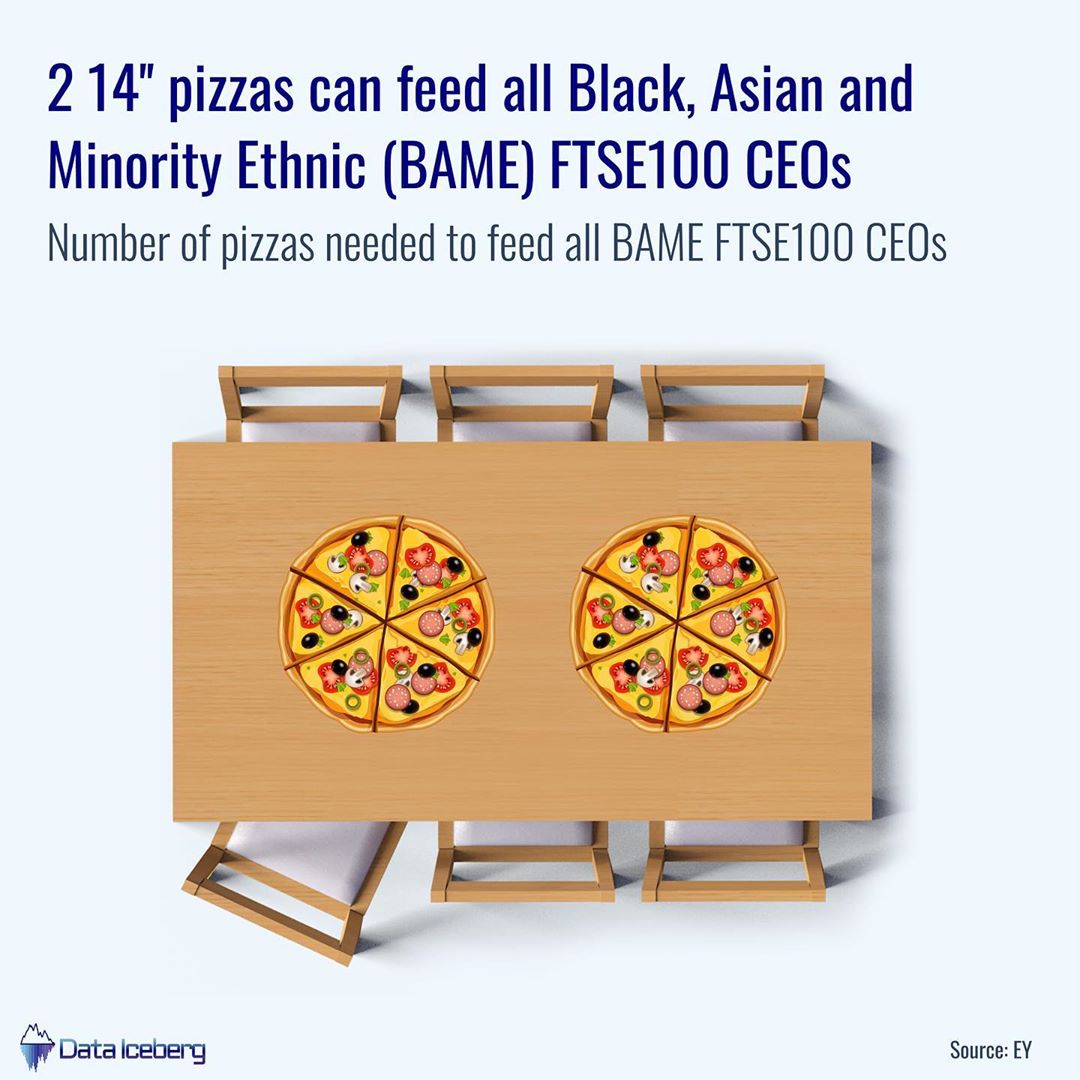 2 14" pizzas can feed all Black, Asian and
Minority Ethnic (BAME) FTSE100 CEOs
Number of pizzas needed to feed all BAME FTSE100 CEOs
Data Iceberg
Source: EY